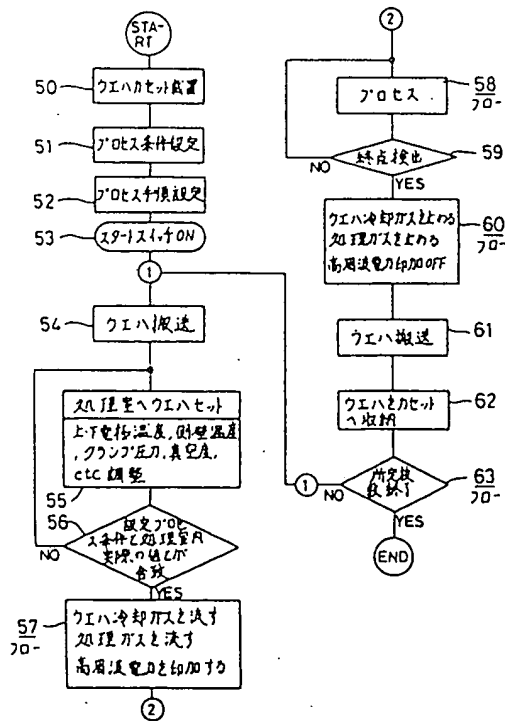 STA-
RT
50
ウエハカセット載置
51
プロセス条件設定
52
プロセス手順設定
53
スタートスイッチON
1
54
ウエハ搬送
処理室へウエハセット
上下電極温度,側壁温度
,クランプ圧力,真空度,
etc調整
55
56
設定プロセ
ス条件と処理室内
実際の値とが
合致
NO
YES
57
フロー
ウエハ冷却ガスを流す
処理ガスを流す
高周波電力を印加する
2
2
58
フロー
プロセス
59
終点検出
NO
YES
ウエハ冷却ガスを止める
処理ガスを止める
高周波電力印加OFF
60
フロー
ウエハ搬送
61
ウエハをカセット
へ収納
62
所定枚
数終了
63
フロー
1
NO
YES
END